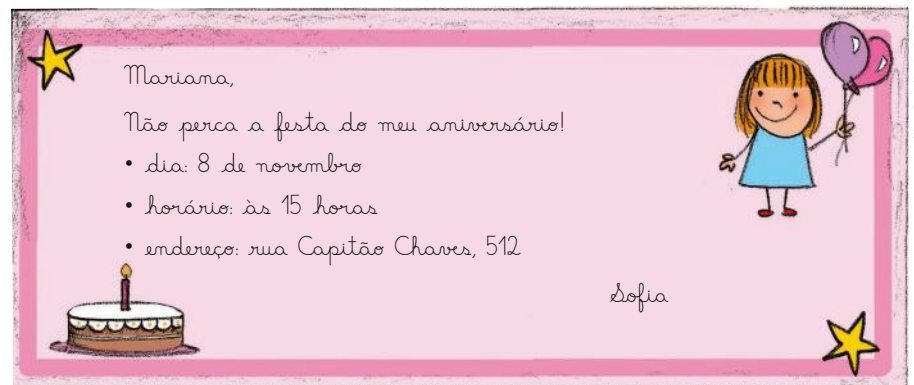 Mariana,
Não perca a festa do meu aniversário!
• dia: 8 de novembro
• horário: às 15 horas
• endereço: rua Capitão Chaves, 512
Sofia